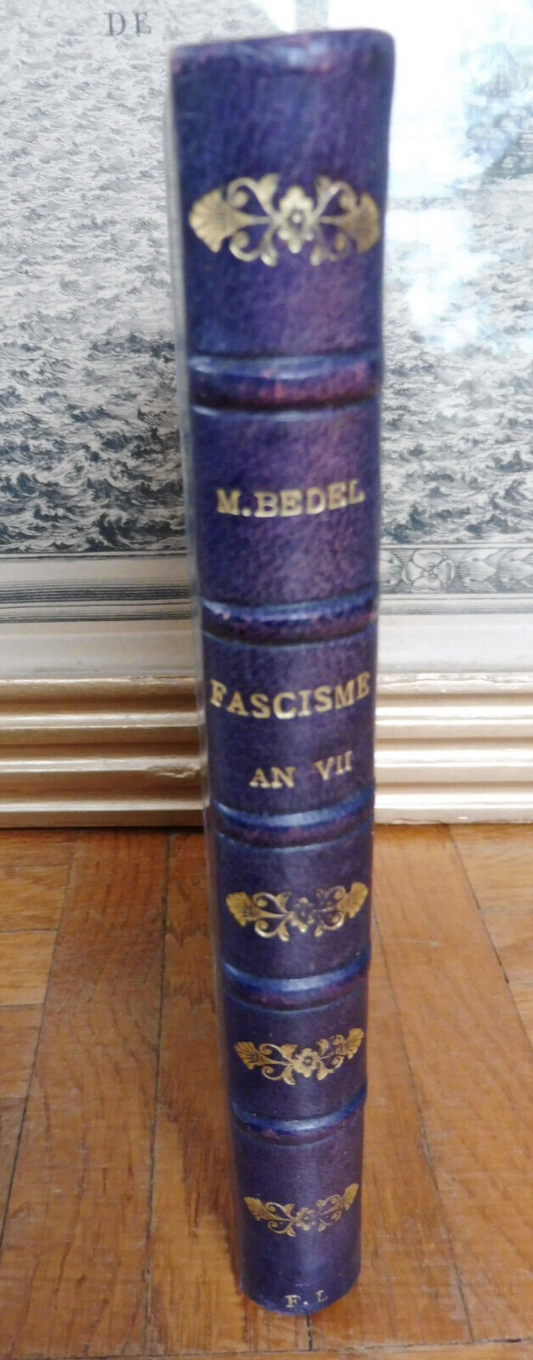 DE
M.BEDEL
FASCISME
AN VII
F. L